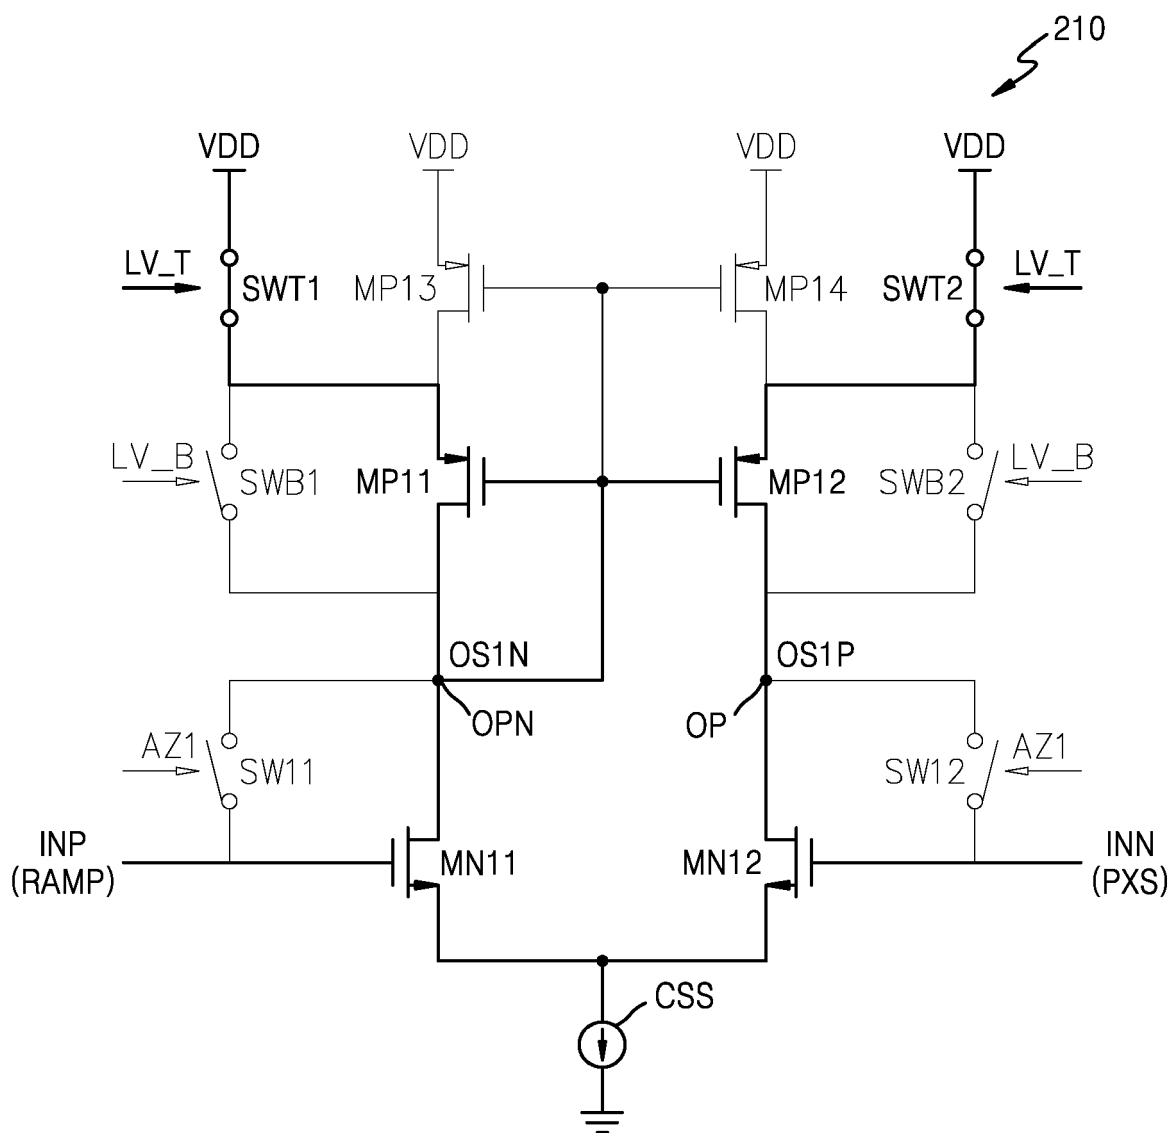 210
VDD VDD VDD VDD
LV_T SWT1 MP13 MP14 SWT2 LV_T
LV_B SWB1 MP11 MP12 SWB2 LV_B
OS1N OS1P
OPN OP
AZ1 SW11 SW12 AZ1
INP
(RAMP)
MN11 MN12
INN
(PXS)
CSS